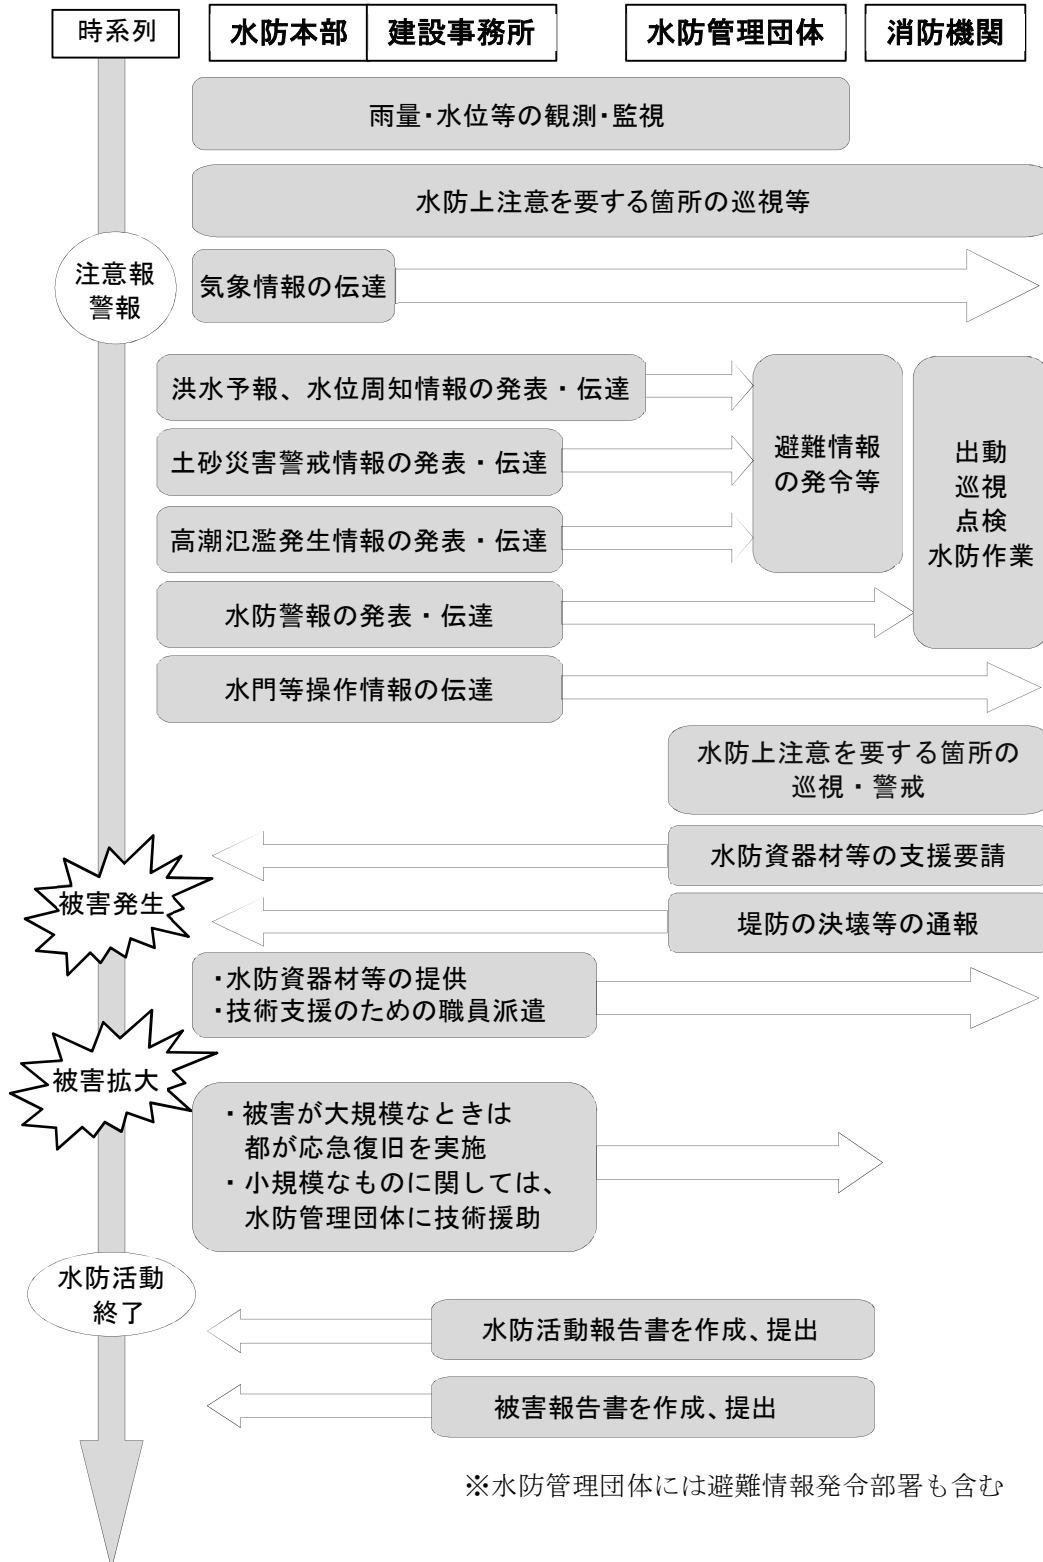 時系列
水防本部
建設事務所
水防管理団体
消防機関
雨量・水位等の観測・監視
水防上注意を要する箇所の巡視等
注意報
警報
気象情報の伝達
洪水予報、水位周知情報の発表・伝達
土砂災害警戒情報の発表・伝達
高潮氾濫発生情報の発表・伝達
避難情報
の発令等
出動
巡視
点検
水防作業
水防警報の発表・伝達
水門等操作情報の伝達
水防上注意を要する箇所の
巡視・警戒
水防資器材等の支援要請
被害発生
堤防の決壊等の通報
・水防資器材等の提供
・技術支援のための職員派遣
被害拡大
・被害が大規模なときは
都が応急復旧を実施
・小規模なものに関しては、
水防管理団体に技術援助
水防活動
終了
水防活動報告書を作成、提出
被害報告書を作成、提出
※水防管理団体には避難情報発令部署も含む